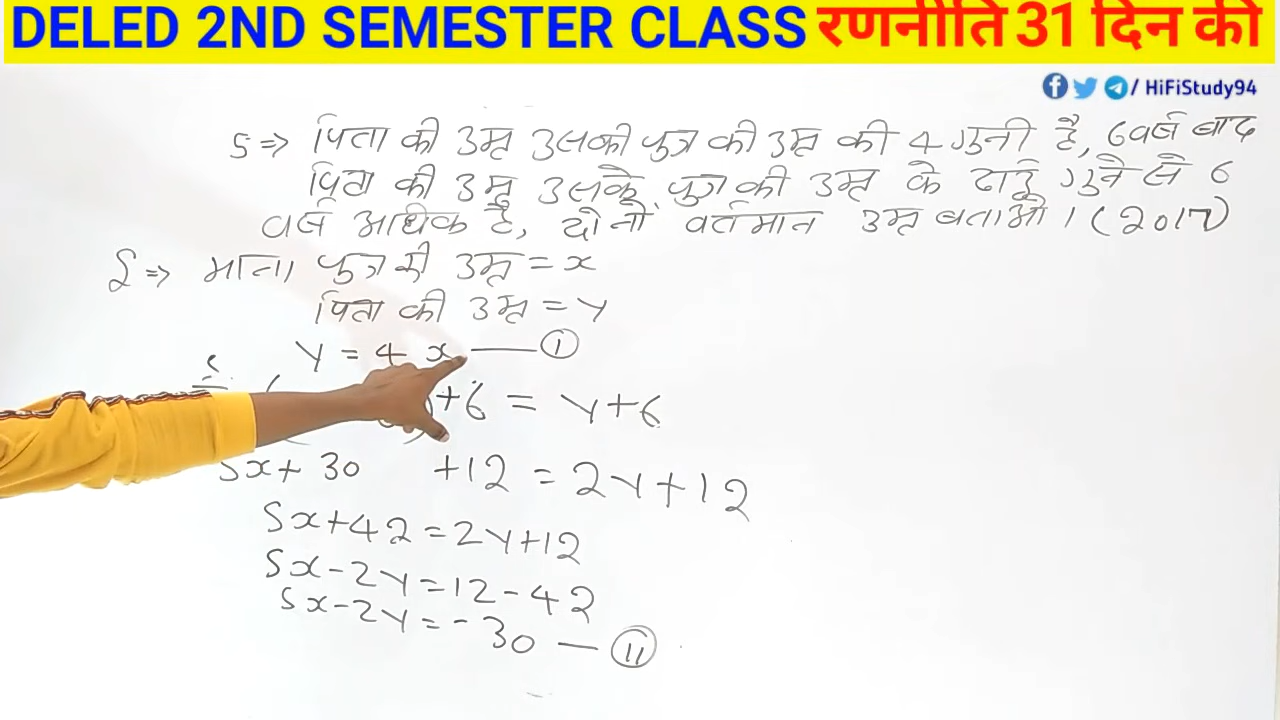 DELED 2ND SEMESTER CLASS रणनीति 31 दिन की
/ HiFiStudy94
5 ⇒ पिता की उम्र उसकी पुत्र की उम्र की 4 गुनी है, 6 वर्ष बाद
पिता की उम्र उसके पुत्र की उम्र के ढाई गुने से 6
वर्ष अधिक है, दोनों वर्तमान उम्र बताओ। (2017)
⇒ माना पुत्र की उम्र = x
पिता की उम्र = y
y = 4x — ①
+6 = y+6
5x+30 +12 = 2y+12
5x+42 = 2y+12
5x-2y = 12-42
5x-2y = -30 — ⑪